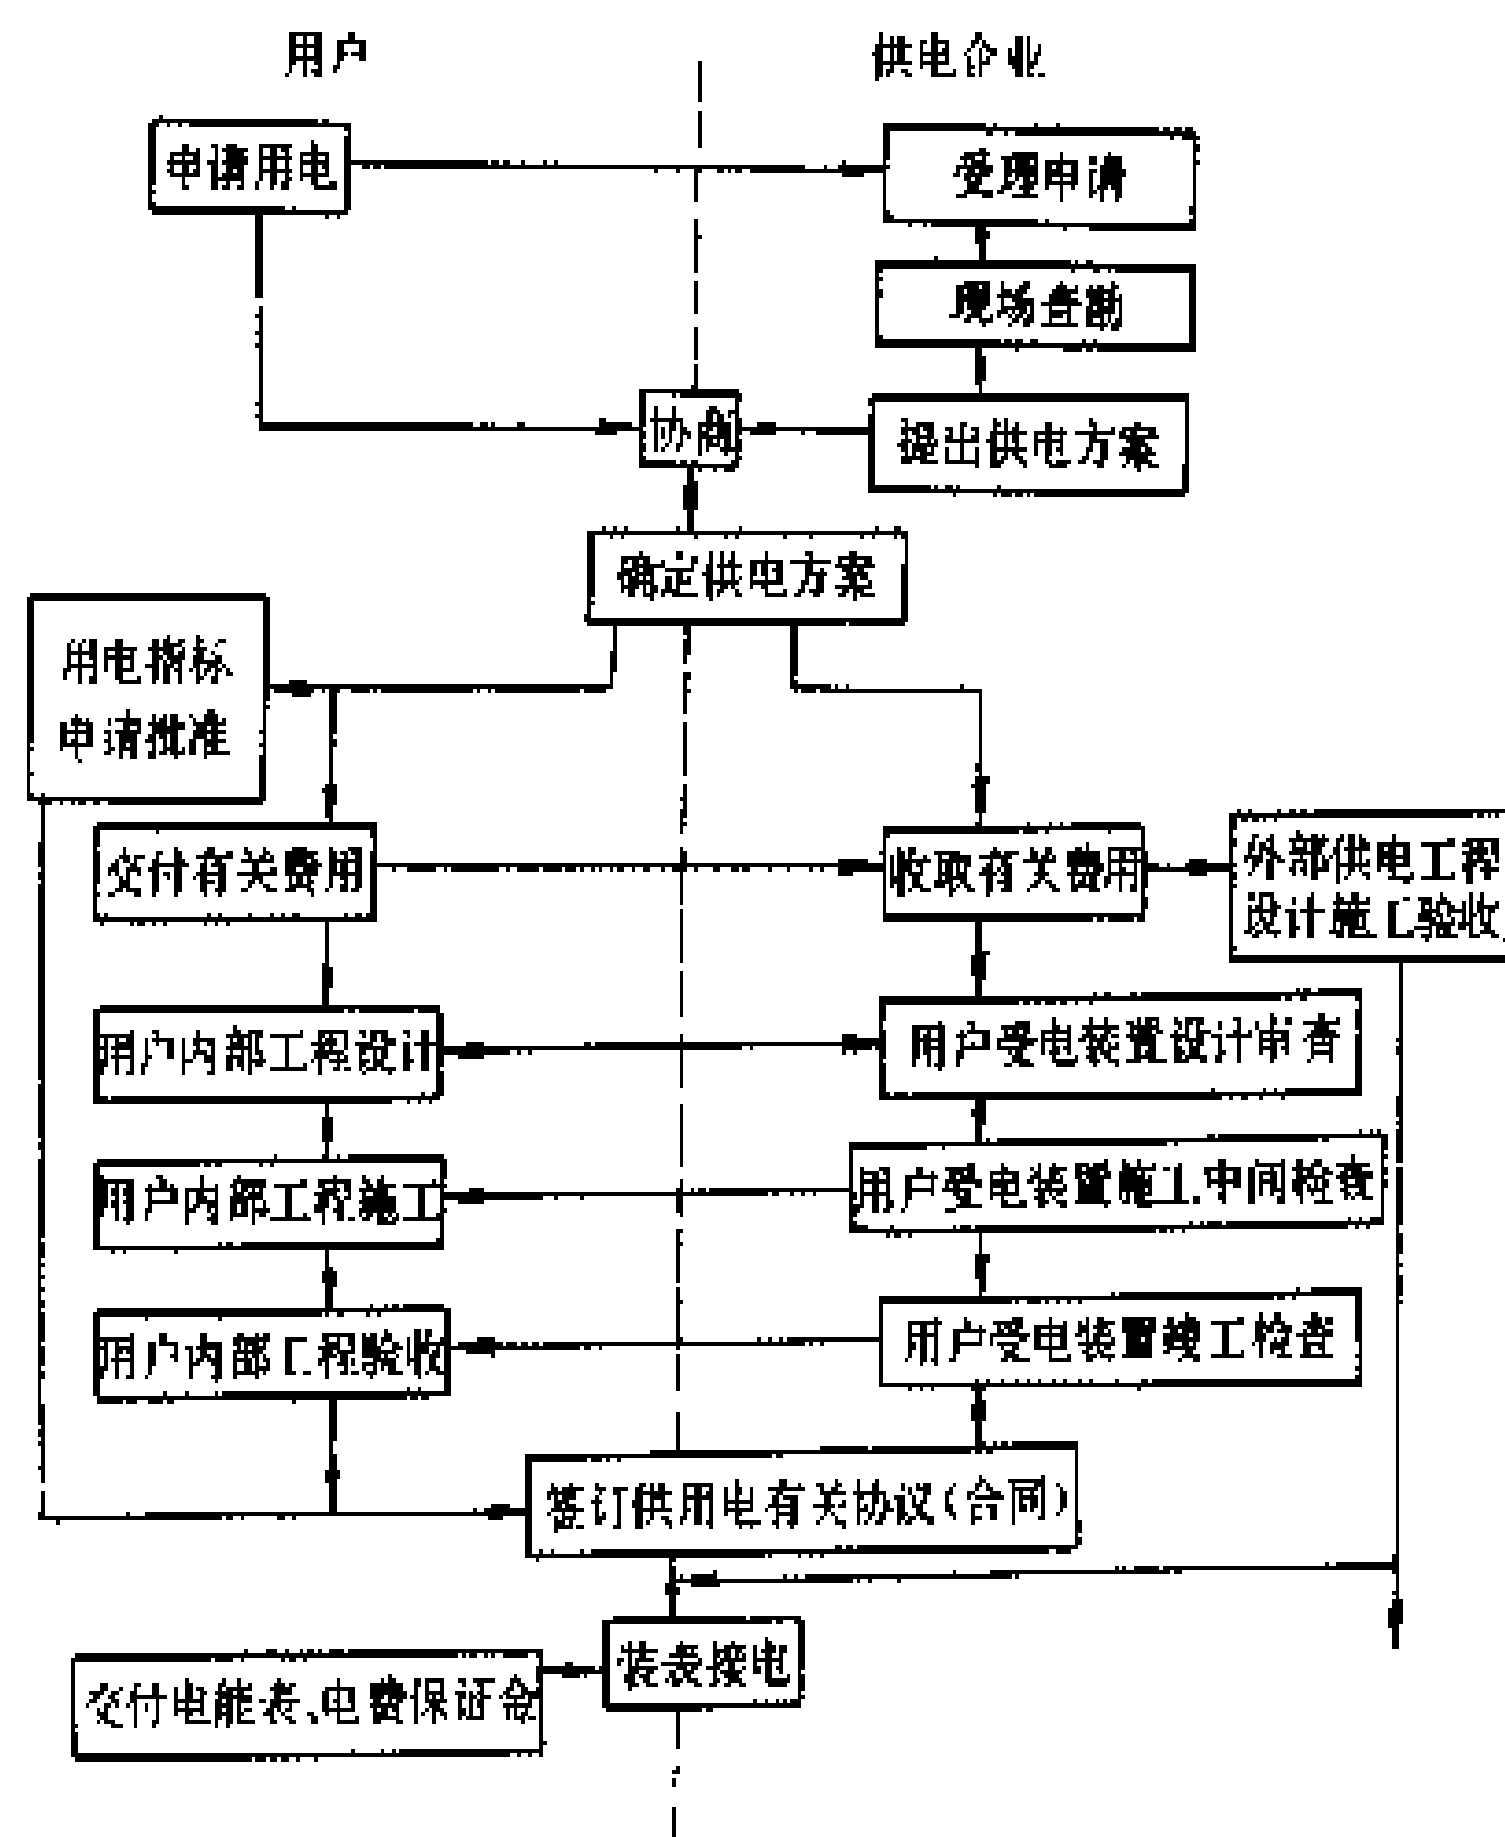 用户
供电企业
申请用电
受理申请
现场查勘
协商
提出供电方案
确定供电方案
用电指标
申请批准
交付有关费用
收取有关费用
外部供电工程
设计施工验收
用户内部工程设计
用户受电装置设计审查
用户内部工程施工
用户受电装置施工中间检查
用户内部工程验收
用户受电装置竣工检查
签订供用电有关协议(合同)
装表接电
交付电能表、电费保证金